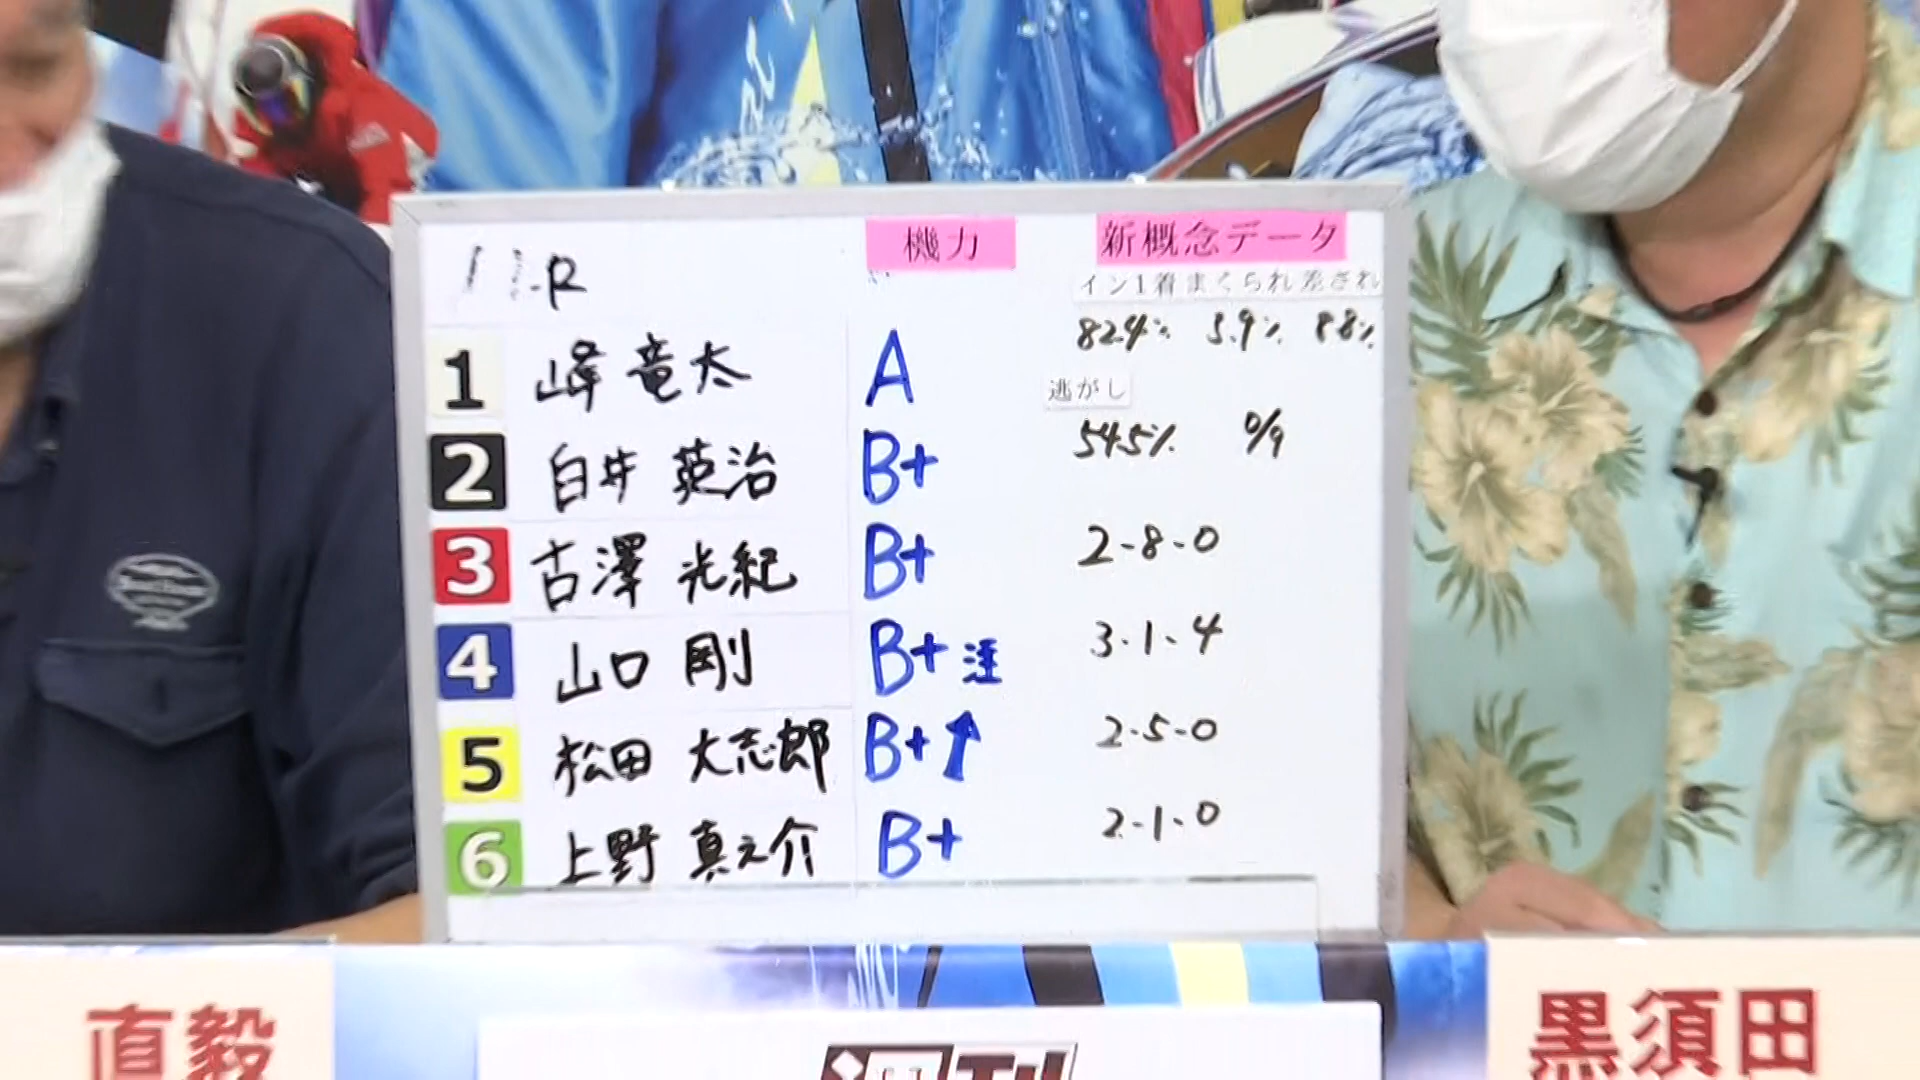 機力 新概念データ
R
イン1着 まくられ 差され
82.4% 5.9% 8.8%
1 峰 竜太 A
逃がし
2 白井 英治 B+ 54.5% 0/9
3 古澤 光紀 B+ 2-8-0
4 山口 剛 B+ 注 3-1-4
5 松田 大志郎 B+ ↑ 2-5-0
6 上野 真之介 B+ 2-1-0
直毅
黒須田